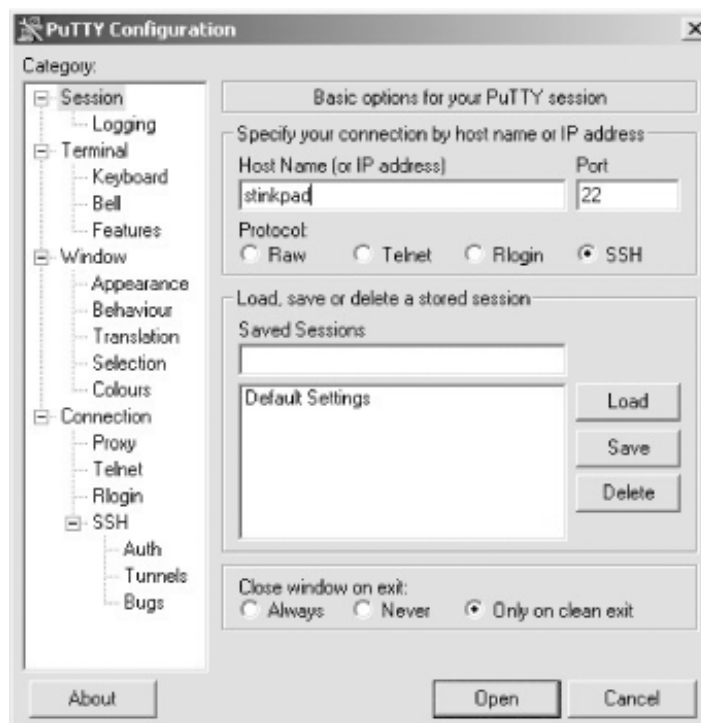 PuTTY Configuration
Category:
Session
Logging
Terminal
Keyboard
Bell
Features
Window
Appearance
Behaviour
Translation
Selection
Colours
Connection
Proxy
Telnet
Rlogin
SSH
Auth
Tunnels
Bugs
Basic options for your PuTTY session
Specify your connection by host name or IP address
Host Name (or IP address) Port
stinkpad 22
Protocol:
Raw Telnet Rlogin SSH
Load, save or delete a stored session
Saved Sessions
Default Settings
Load
Save
Delete
Close window on exit:
Always Never Only on clean exit
About Open Cancel